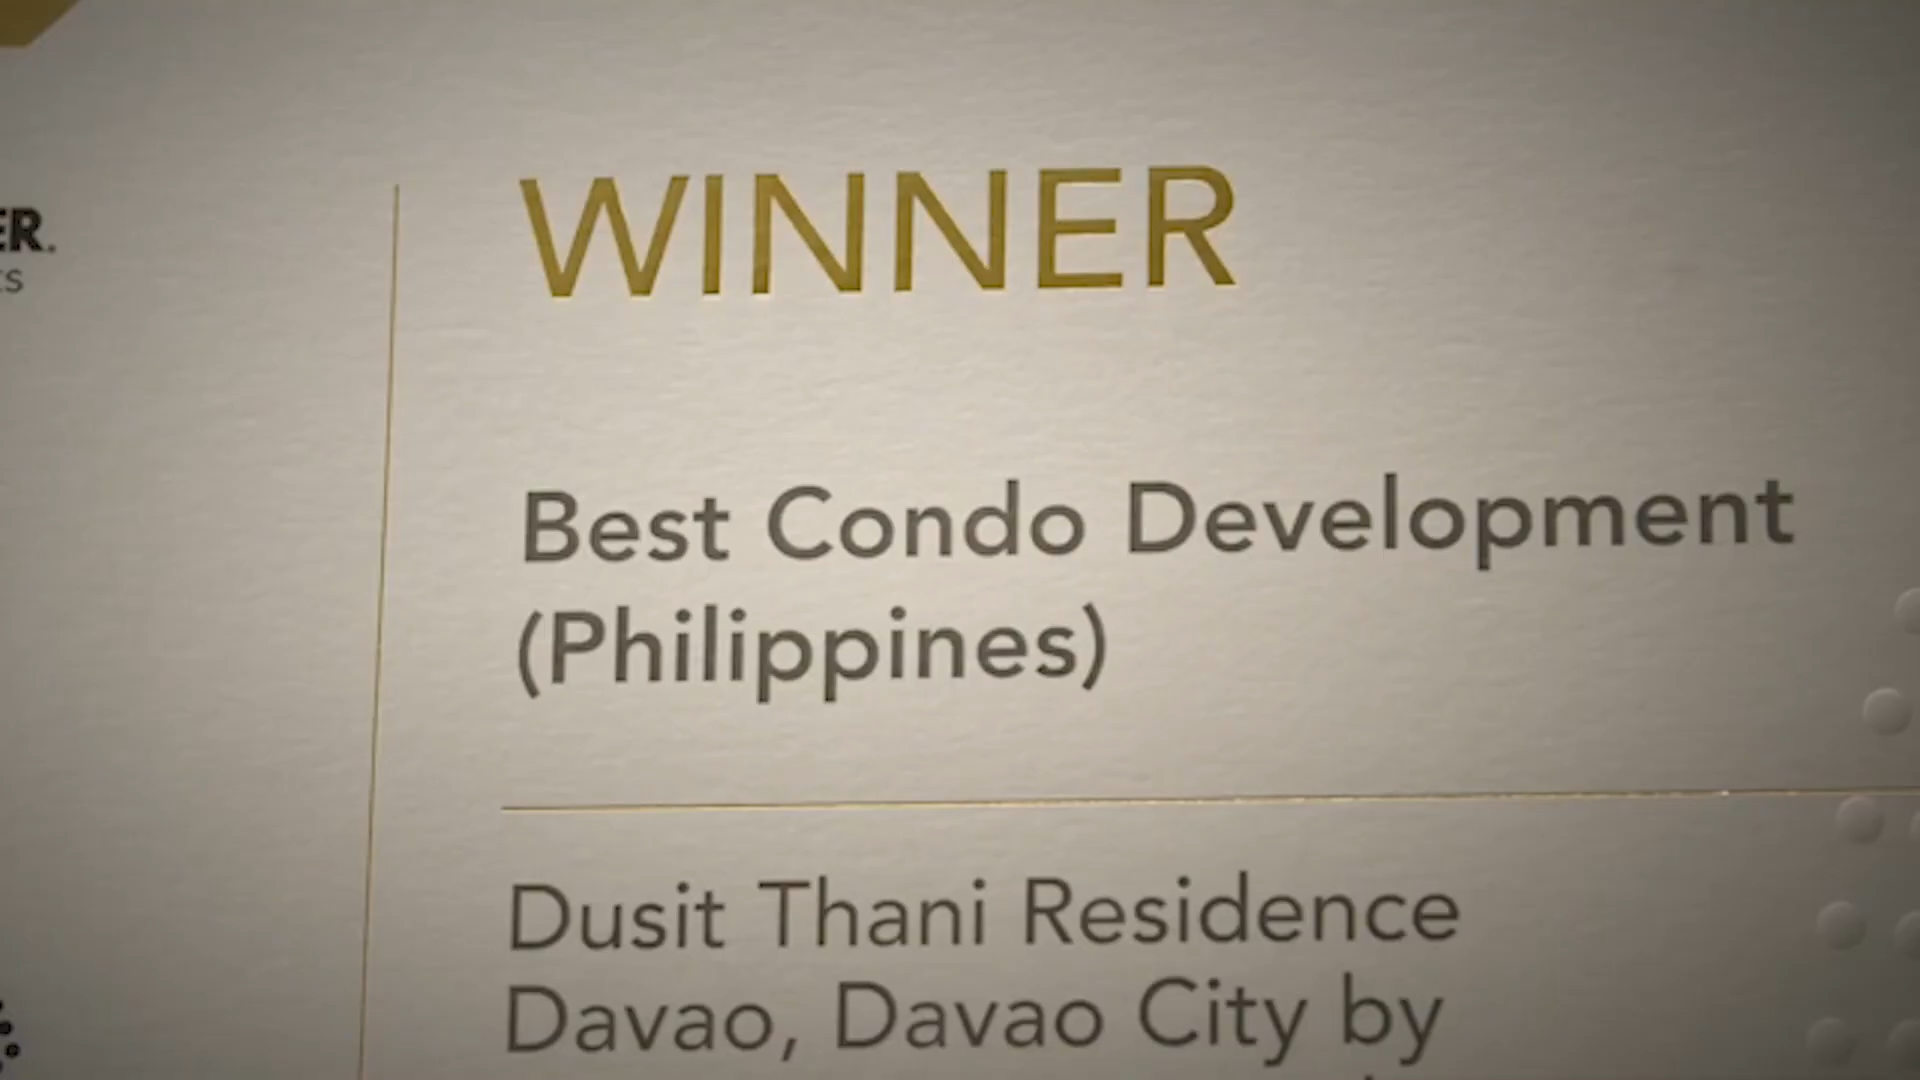 WINNER
Best Condo Development
(Philippines)
Dusit Thani Residence
Davao, Davao City by